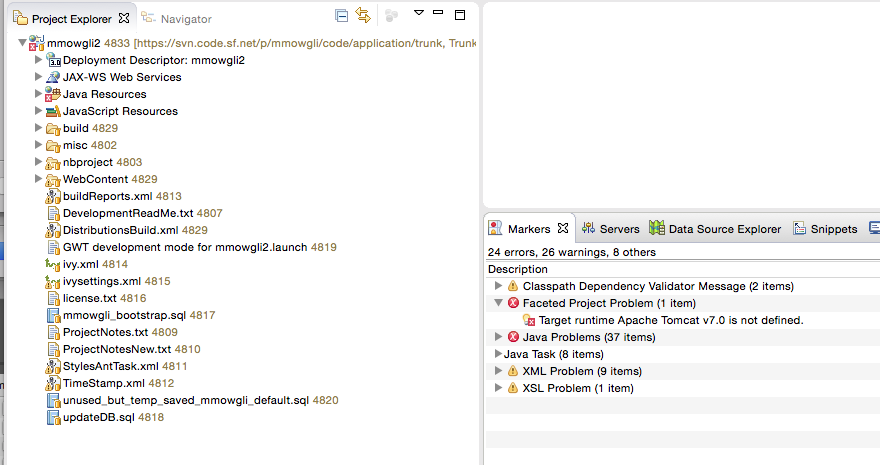 Project Explorer
Navigator
mmowgli2 4833 [https://svn.code.sf.net/p/mmowgli/code/application/trunk, Trunk
Deployment Descriptor: mmowgli2
JAX-WS Web Services
Java Resources
JavaScript Resources
build 4829
misc 4802
nbproject 4803
WebContent 4829
buildReports.xml 4813
DevelopmentReadMe.txt 4807
DistributionsBuild.xml 4829
GWT development mode for mmowgli2.launch 4819
ivy.xml 4814
ivysettings.xml 4815
license.txt 4816
mmowgli_bootstrap.sql 4817
ProjectNotes.txt 4809
ProjectNotesNew.txt 4810
StylesAntTask.xml 4811
TimeStamp.xml 4812
unused_but_temp_saved_mmowgli_default.sql 4820
updateDB.sql 4818
Markers
Servers
Data Source Explorer
Snippets
24 errors, 26 warnings, 8 others
Description
Classpath Dependency Validator Message (2 items)
Faceted Project Problem (1 item)
Target runtime Apache Tomcat v7.0 is not defined.
Java Problems (37 items)
Java Task (8 items)
XML Problem (9 items)
XSL Problem (1 item)